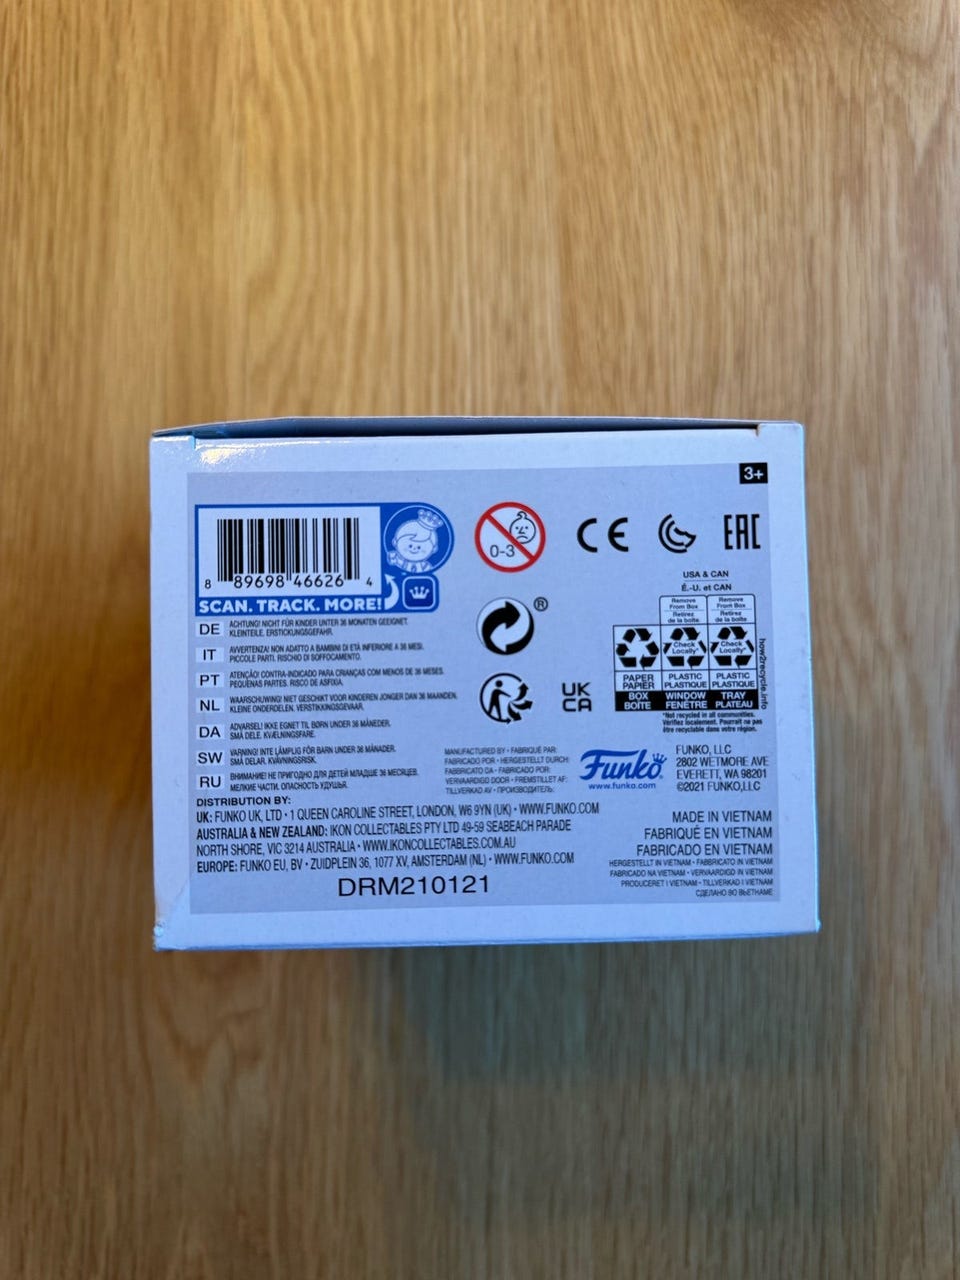 3+
8 89698 46626 4
SCAN. TRACK. MORE!
0-3
CE
EAC
®
UK
CA
USA & CAN
É.-U. et CAN
Remove
From Box
Retirez
de la boîte
Remove
From Box
Retirez
de la boîte
Check
Locally*
Check
Locally*
PAPER
PAPIER
BOX
BOÎTE
PLASTIC
PLASTIQUE
WINDOW
FENÊTRE
PLASTIC
PLASTIQUE
TRAY
PLATEAU
how2recycle.info
*Not recycled in all communities.
Vérifiez localement. Pourrait ne pas
être recyclable dans votre région.
DE ACHTUNG! NICHT FÜR KINDER UNTER 36 MONATEN GEEIGNET.
KLEINTEILE. ERSTICKUNGSGEFAHR.
IT AVVERTENZA! NON ADATTO A BAMBINI DI ETÀ INFERIORE A 36 MESI.
PICCOLE PARTI. RISCHIO DI SOFFOCAMENTO.
PT ATENÇÃO! CONTRA-INDICADO PARA CRIANÇAS COM MENOS DE 36 MESES.
PEQUENAS PARTES. RISCO DE ASFIXIA.
NL WAARSCHUWING! NIET GESCHIKT VOOR KINDEREN JONGER DAN 36 MAANDEN.
KLEINE ONDERDELEN. VERSTIKKINGSGEVAAR.
DA ADVARSEL! IKKE EGNET TIL BØRN UNDER 36 MÅNEDER.
SMÅ DELE. KVÆLNINGSFARE.
SW VARNING! INTE LÄMPLIG FÖR BARN UNDER 36 MÅNADER.
SMÅ DELAR. KVÄVNINGSRISK.
RU ВНИМАНИЕ! НЕ ПРИГОДНО ДЛЯ ДЕТЕЙ МЛАДШЕ 36 МЕСЯЦЕВ.
МЕЛКИЕ ЧАСТИ. ОПАСНОСТЬ УДУШЬЯ.
MANUFACTURED BY • FABRIQUÉ PAR:
FABRICADO POR • HERGESTELLT DURCH:
FABBRICATO DA • FABRICADO POR:
VERVAARDIGD DOOR • FREMSTILLET AF:
TILLVERKAD AV • ПРОИЗВОДИТЕЛЬ:
Funko
www.funko.com
FUNKO, LLC
2802 WETMORE AVE
EVERETT, WA 98201
©2021 FUNKO,LLC
DISTRIBUTION BY:
UK: FUNKO UK, LTD • 1 QUEEN CAROLINE STREET, LONDON, W6 9YN (UK) • WWW.FUNKO.COM
AUSTRALIA & NEW ZEALAND: IKON COLLECTABLES PTY LTD 49-59 SEABEACH PARADE
NORTH SHORE, VIC 3214 AUSTRALIA • WWW.IKONCOLLECTABLES.COM.AU
EUROPE: FUNKO EU, BV • ZUIDPLEIN 36, 1077 XV, AMSTERDAM (NL) • WWW.FUNKO.COM
DRM210121
MADE IN VIETNAM
FABRIQUÉ EN VIETNAM
FABRICADO EN VIETNAM
HERGESTELLT IN VIETNAM • FABBRICATO IN VIETNAM
FABRICADO NA VIETNAM • VERVAARDIGD IN VIETNAM
PRODUCERET I VIETNAM • TILLVERKAD I VIETNAM
СДЕЛАНО ВО ВЬЕТНАМЕ